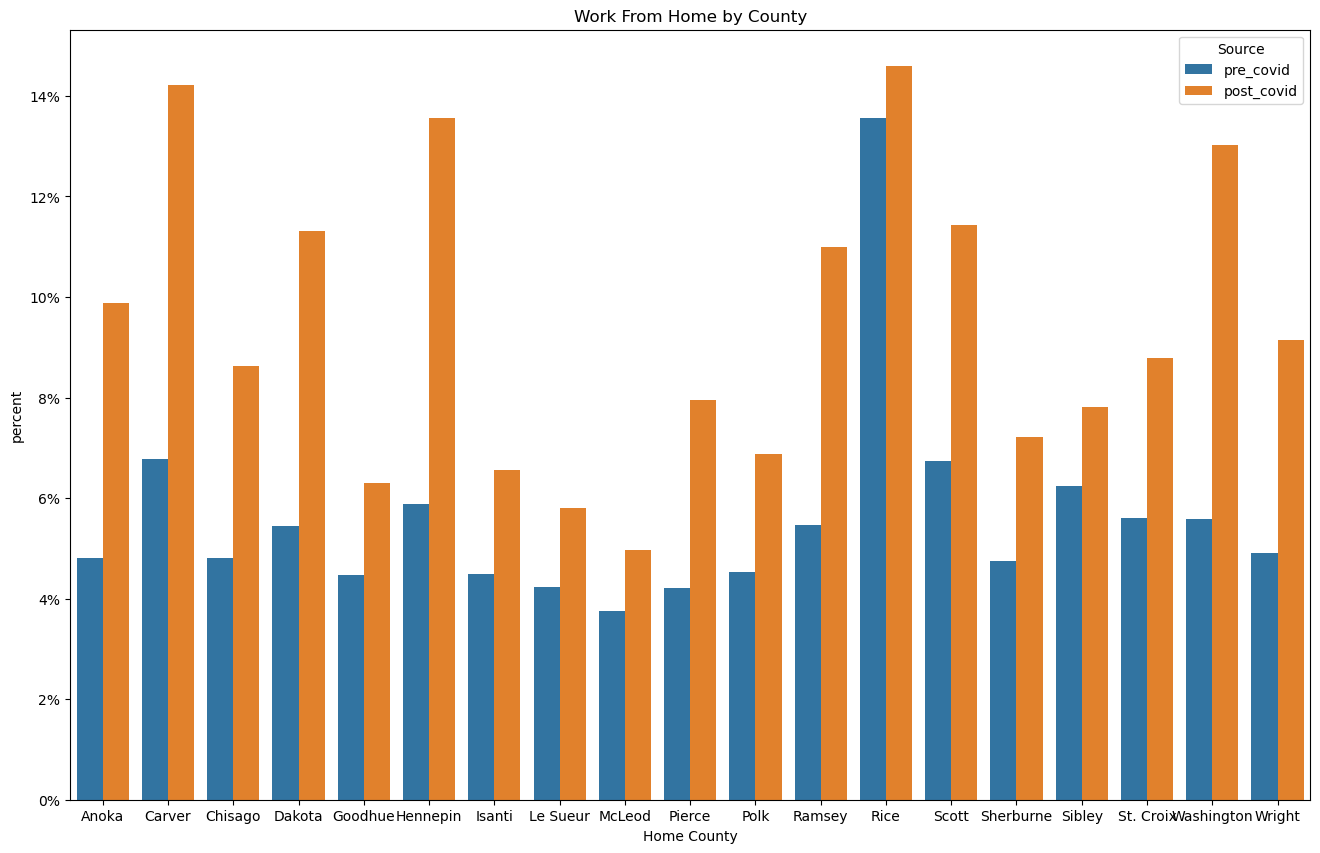 Work From Home by County
Source
pre_covid
post_covid
14%
12%
10%
8%
6%
4%
2%
0%
percent
Anoka Carver Chisago Dakota Goodhue Hennepin Isanti Le Sueur McLeod Pierce Polk Ramsey Rice Scott Sherburne Sibley St. Croix Washington Wright
Home County